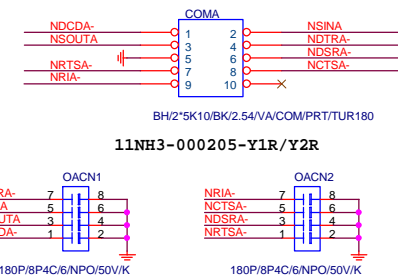 COMA
NDCDA- 1 2 NSINA
NSOUTA 3 4 NDTRA-
5 6 NDSRA-
NRTSA- 7 8 NCTSA-
NRIA- 9 10
BH/2*5K10/BK/2.54/VA/COM/PRT/TUR180
11NH3-000205-Y1R/Y2R
OACN1 OACN2
RA- 7 8 NRIA- 7 8
A 5 6 NCTSA- 5 6
UTA 3 4 NDSRA- 3 4
DA- 1 2 NRTSA- 1 2
180P/8P4C/6/NPO/50V/K 180P/8P4C/6/NPO/50V/K